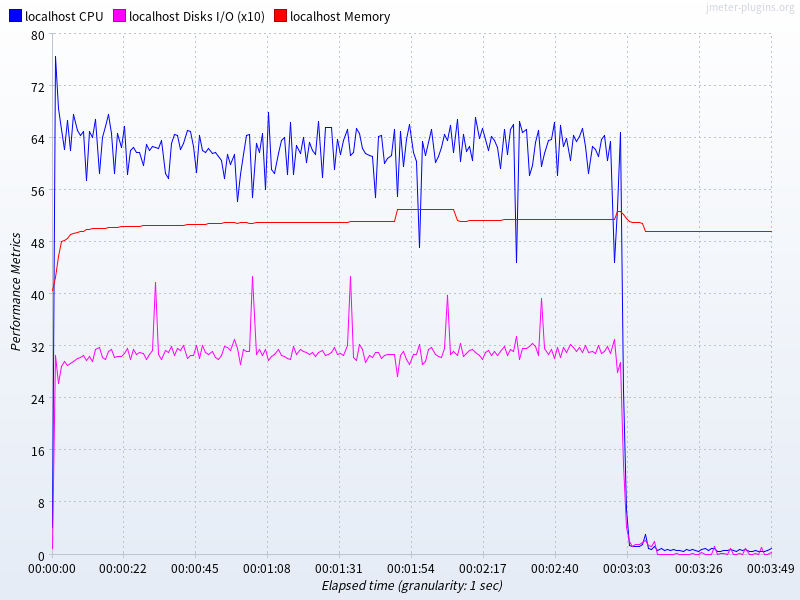 jmeter-plugins.org
localhost CPU localhost Disks I/O (x10) localhost Memory
80
72
64
56
48
40
32
24
16
8
0
Performance Metrics
00:00:00 00:00:22 00:00:45 00:01:08 00:01:31 00:01:54 00:02:17 00:02:40 00:03:03 00:03:26 00:03:49
Elapsed time (granularity: 1 sec)